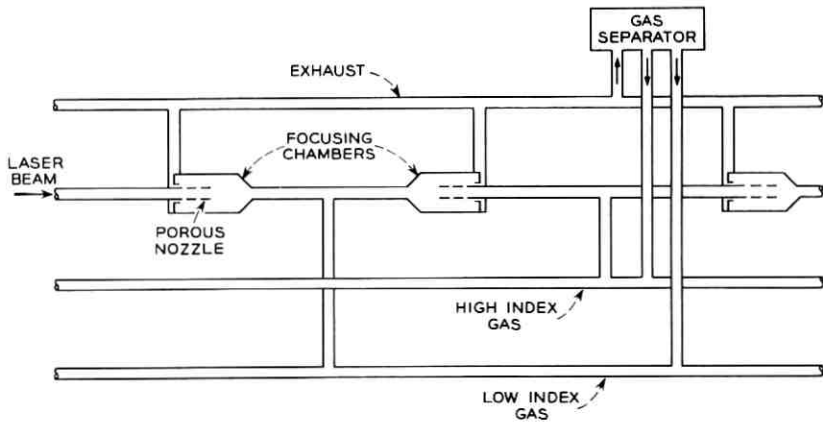 GAS
SEPARATOR
EXHAUST
FOCUSING
CHAMBERS
LASER
BEAM
POROUS
NOZZLE
HIGH INDEX
GAS
LOW INDEX
GAS